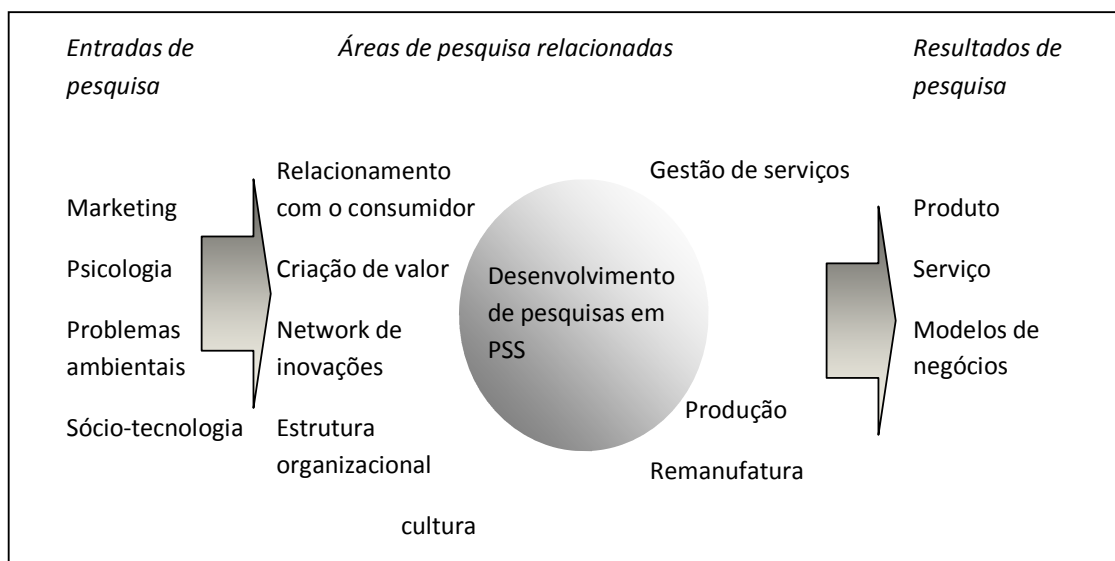 Entradas de
pesquisa
Áreas de pesquisa relacionadas
Resultados de
pesquisa
Marketing
Psicologia
Problemas
ambientais
Sócio-tecnologia
Relacionamento
com o consumidor
Criação de valor
Network de
inovações
Estrutura
organizacional
cultura
Desenvolvimento
de pesquisas em
PSS
Gestão de serviços
Produção
Remanufatura
Produto
Serviço
Modelos de
negócios